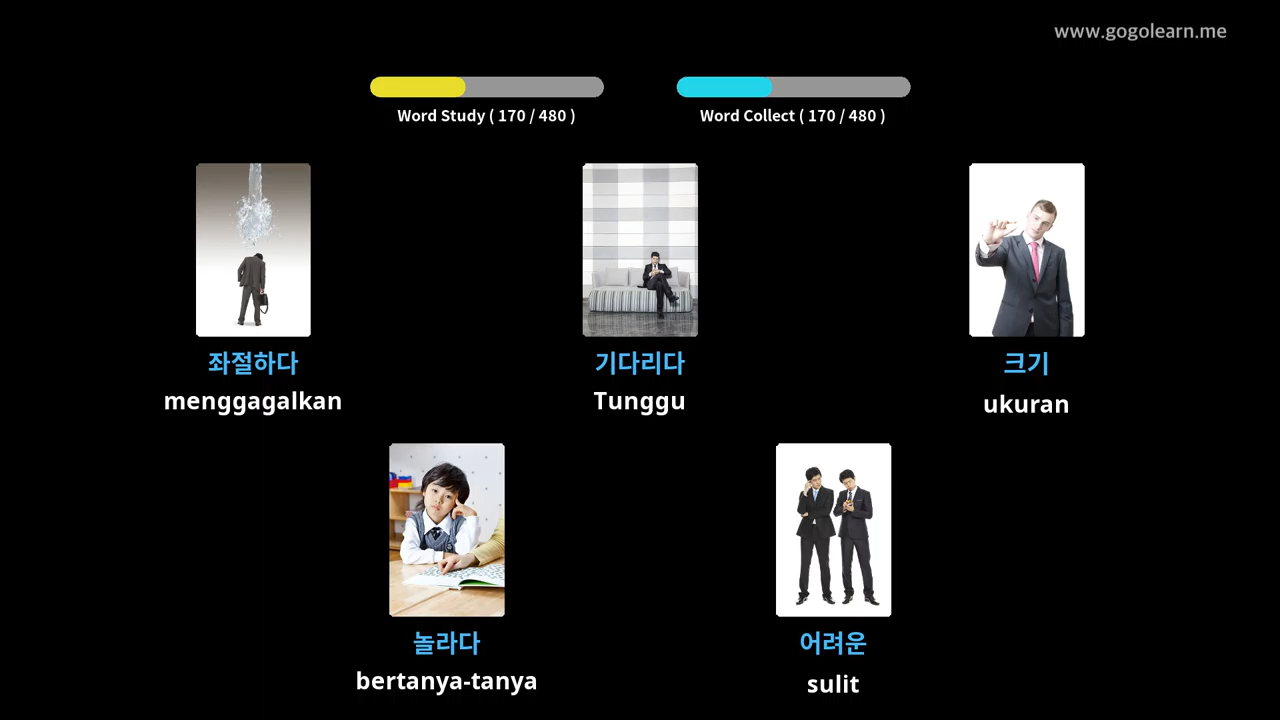 www.gogolearn.me
Word Study ( 170 / 480 )
Word Collect ( 170 / 480 )
좌절하다
menggagalkan
기다리다
Tunggu
크기
ukuran
놀라다
bertanya-tanya
어려운
sulit